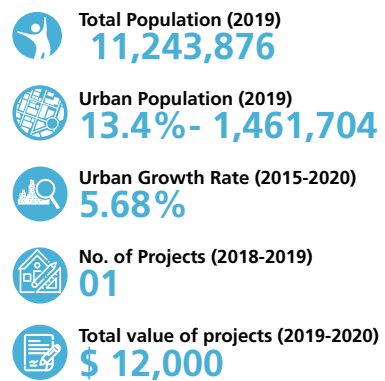 Total Population (2019)
11,243,876
Urban Population (2019)
13.4%- 1,461,704
Urban Growth Rate (2015-2020)
5.68%
No. of Projects (2018-2019)
01
Total value of projects (2019-2020)
$ 12,000